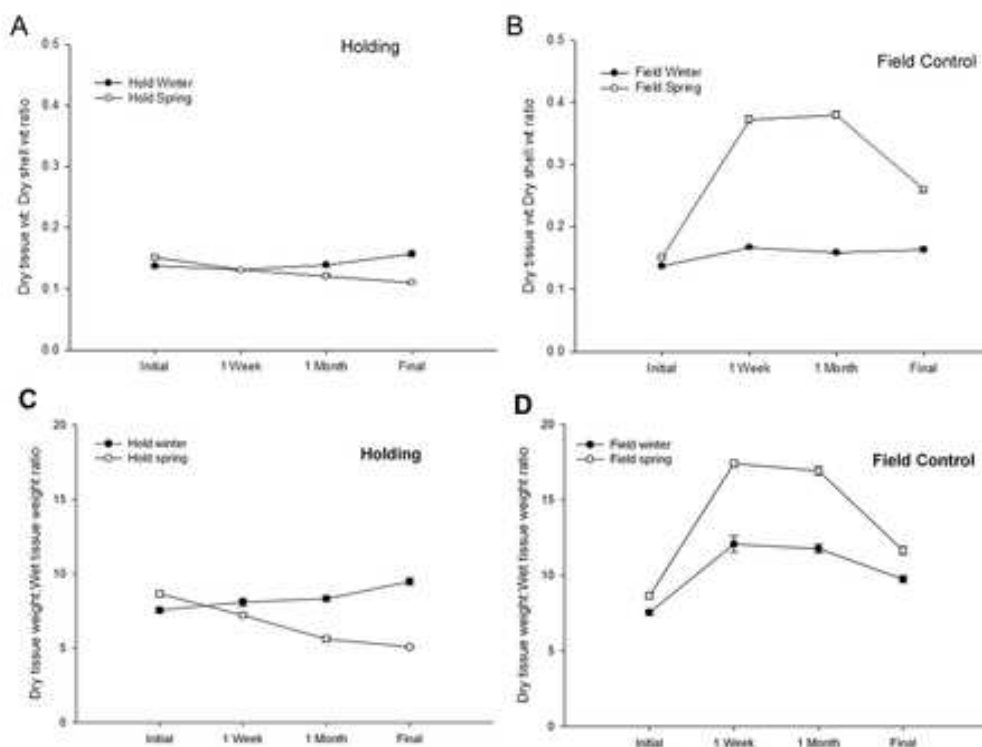 A
Holding
0.5
0.4
0.3
0.2
0.1
0.0
Hold Winter
Hold Spring
Dry tissue wt: Dry shell wt ratio
Initial
1 Week
1 Month
Final
B
Field Control
0.5
0.4
0.3
0.2
0.1
0.0
Field Winter
Field Spring
Dry tissue wt Dry shell wt ratio
Initial
1 Week
1 Month
Final
C
Holding
20
15
10
5
0
Hold winter
Hold spring
Dry tissue weight:Wet tissue weight ratio
Initial
1 Week
1 Month
Final
D
Field Control
20
15
10
5
0
Field winter
Field spring
Dry tissue weight:Wet tissue weight ratio
Initial
1 Week
1 Month
Final